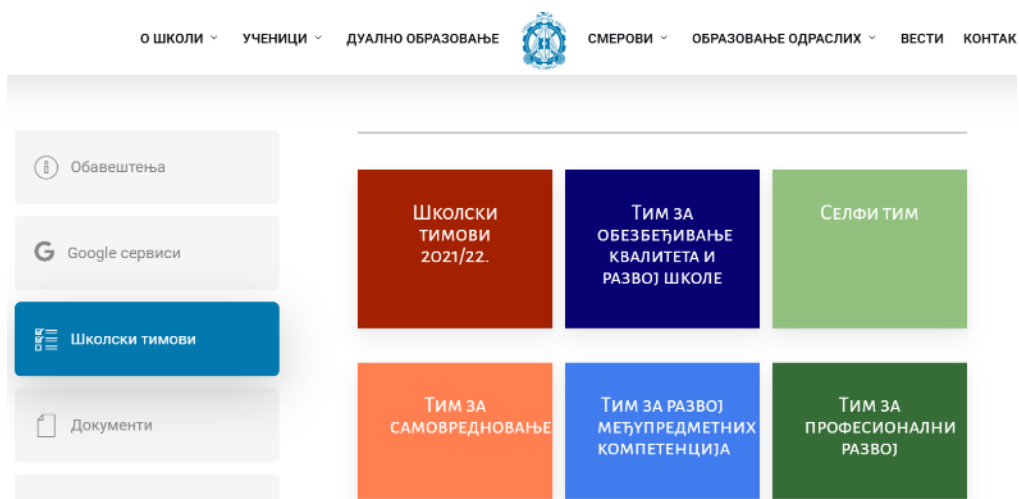 О ШКОЛИ УЧЕНИЦИ ДУАЛНО ОБРАЗОВАЊЕ СМЕРОВИ ОБРАЗОВАЊЕ ОДРАСЛИХ ВЕСТИ КОНТАК
Обавештења
Google сервиси
Школски тимови
Документи
Школски
тимови
2021/22.
Тим за
обезбеђивање
квалитета и
развој школе
Селфи тим
Тим за
самовредновање
Тим за развој
међупредметних
компетенција
Тим за
професионални
развој